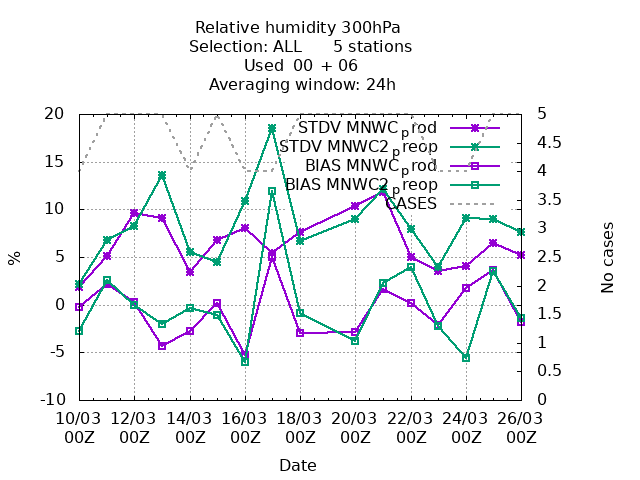 Relative humidity 300hPa
Selection: ALL 5 stations
Used 00 + 06
Averaging window: 24h
20 5
STDV MNWC_prod
4.5
STDV MNWC2_preop
15
BIAS MNWC_prod
4
BIAS MNWC2_preop
3.5
10
CASES
3
% 5 2.5 No cases
0 2
1.5
-5 1
0.5
-10 0
10/03 12/03 14/03 16/03 18/03 20/03 22/03 24/03 26/03
00Z 00Z 00Z 00Z 00Z 00Z 00Z 00Z 00Z
Date